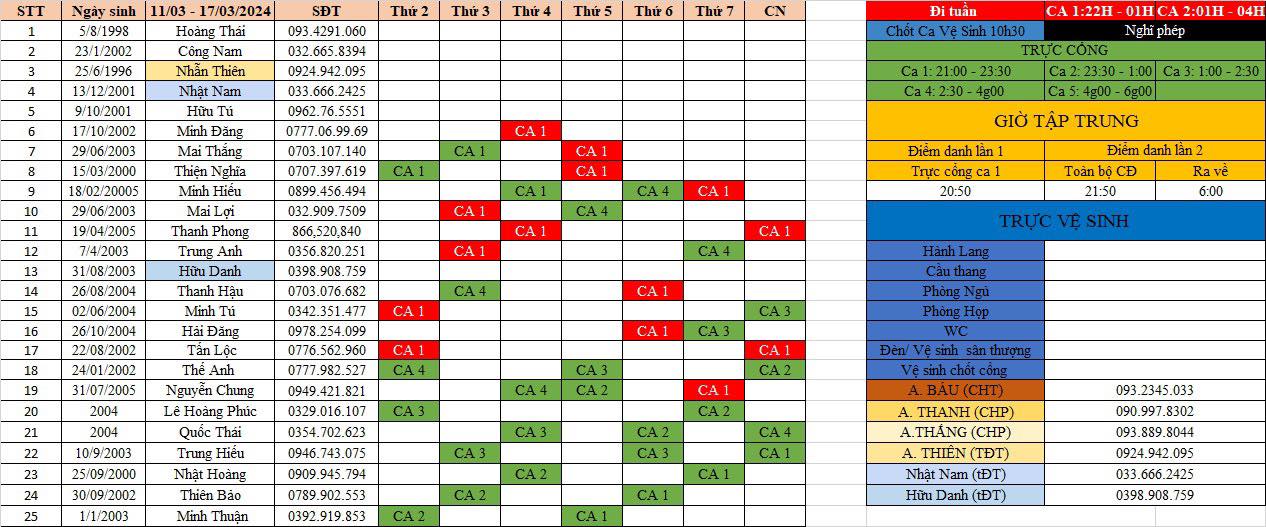 STT Ngày sinh 11/03 - 17/03/2024 SĐT Thứ 2 Thứ 3 Thứ 4 Thứ 5 Thứ 6 Thứ 7 CN Đi tuần CA 1:22H - 01H CA 2:01H - 04H
1 5/8/1998 Hoàng Thái 093.4291.060 Chốt Ca Vệ Sinh 10h30 Nghĩ phép
2 23/1/2002 Công Nam 032.665.8394 TRỰC CỔNG
3 25/6/1996 Nhẫn Thiên 0924.942.095 Ca 1: 21:00 - 23:30 Ca 2: 23:30 - 1:00 Ca 3: 1:00 - 2:30
4 13/12/2001 Nhật Nam 033.666.2425 Ca 4: 2:30 - 4g00 Ca 5: 4g00 - 6g00
5 9/10/2001 Hữu Tú 0962.76.5551 GIỜ TẬP TRUNG
6 17/10/2002 Minh Đăng 0777.06.99.69 CA 1
7 29/06/2003 Mai Thắng 0703.107.140 CA 1 CA 1 Điểm danh lần 1 Điểm danh lần 2
8 15/03/2000 Thiện Nghĩa 0707.397.619 CA 1 CA 1 Trực cổng ca 1 Toàn bộ CĐ Ra về
9 18/02/20005 Minh Hiếu 0899.456.494 CA 1 CA 4 CA 1 20:50 21:50 6:00
10 29/06/2003 Mai Lợi 032.909.7509 CA 1 CA 4 TRỰC VỆ SINH
11 19/04/2005 Thanh Phong 866,520,840 CA 1 CA 1
12 7/4/2003 Trung Anh 0356.820.251 CA 1 CA 4 Hành Lang
13 31/08/2003 Hữu Danh 0398.908.759 Cầu thang
14 26/08/2004 Thanh Hậu 0703.076.682 CA 4 CA 1 Phòng Ngủ
15 02/06/2004 Minh Tú 0342.351.477 CA 1 CA 3 Phòng Họp
16 26/10/2004 Hải Đăng 0978.254.099 CA 1 CA 3 WC
17 22/08/2002 Tấn Lộc 0776.562.960 CA 1 CA 1 Đèn/ Vệ sinh sân thượng
18 24/01/2002 Thế Anh 0777.982.527 CA 4 CA 3 CA 2 Vệ sinh chốt cổng
19 31/07/2005 Nguyễn Chung 0949.421.821 CA 4 CA 2 CA 1 A. BÁU (CHT) 093.2345.033
20 2004 Lê Hoàng Phúc 0329.016.107 CA 3 CA 2 A. THANH (CHP) 090.997.8302
21 2004 Quốc Thái 0354.702.623 CA 3 CA 2 CA 4 A.THẮNG (CHP) 093.889.8044
22 10/9/2003 Trung Hiếu 0946.743.075 CA 3 CA 3 CA 1 A. THIÊN (TĐT) 0924.942.095
23 25/09/2000 Nhật Hoàng 0909.945.794 CA 2 CA 1 Nhật Nam (tĐT) 033.666.2425
24 30/09/2002 Thiên Bảo 0789.902.553 CA 2 CA 1 Hữu Danh (tĐT) 0398.908.759
25 1/1/2003 Minh Thuận 0392.919.853 CA 2 CA 1